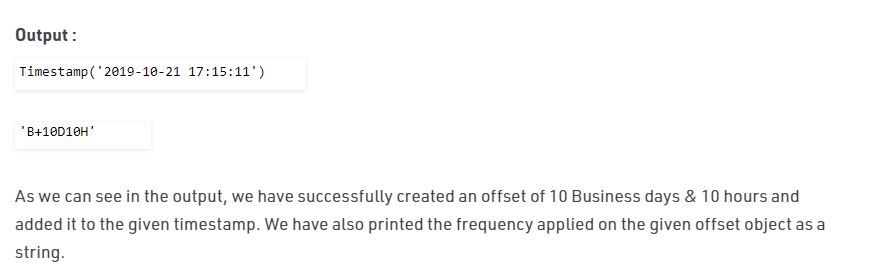 Output :
Timestamp('2019-10-21 17:15:11')
'B+10D10H'
As we can see in the output, we have successfully created an offset of 10 Business days & 10 hours and
added it to the given timestamp. We have also printed the frequency applied on the given offset object as a
string.